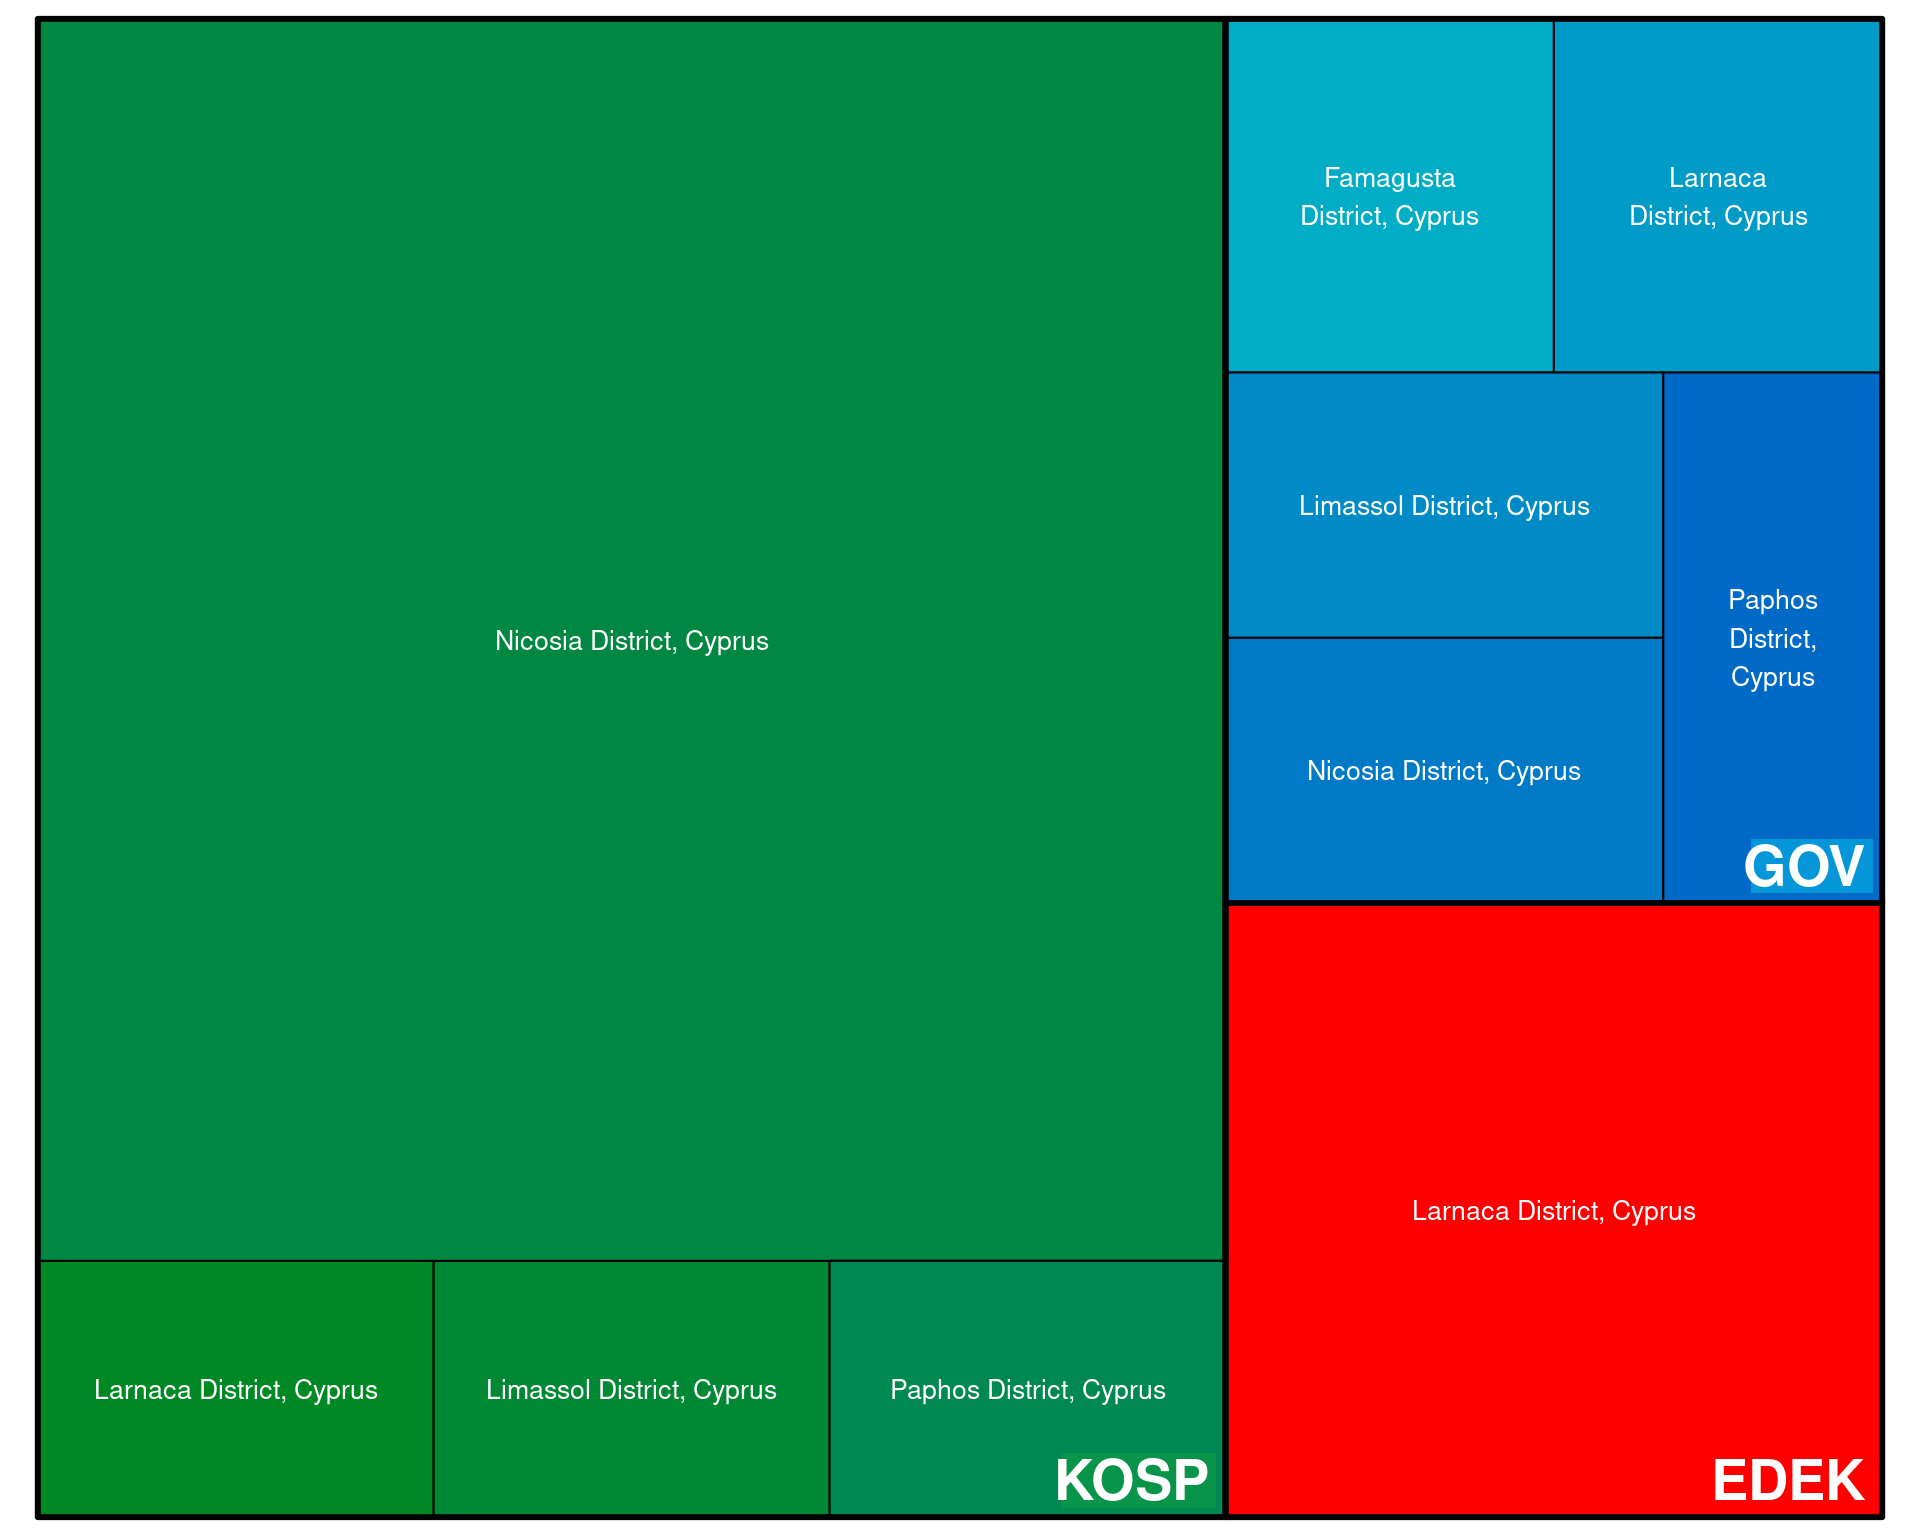 Nicosia District, Cyprus
Larnaca District, Cyprus
Limassol District, Cyprus
Paphos District, Cyprus
KOSP
Famagusta
District, Cyprus
Larnaca
District, Cyprus
Limassol District, Cyprus
Nicosia District, Cyprus
Paphos
District,
Cyprus
GOV
Larnaca District, Cyprus
EDEK